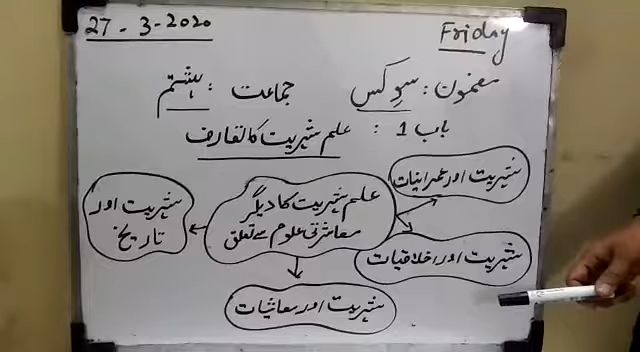 27-3-2020
Friday
مضمون: سوکس
جماعت: ہشتم
باب 1 : علم شہریت کا تعارف
علم شہریت کا دیگر
معاشرتی علوم سے تعلق
شہریت اور عمرانیات
شہریت اور اخلاقیات
شہریت اور معاشیات
شہریت اور
تاریخ